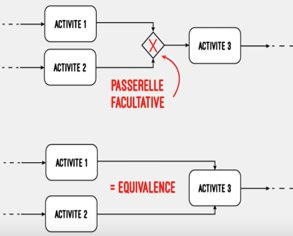 ACTIVITE 1
ACTIVITE 2
X
ACTIVITE 3
PASSERELLE
FACULTATIVE
ACTIVITE 1
= EQUIVALENCE
ACTIVITE 3
ACTIVITE 2